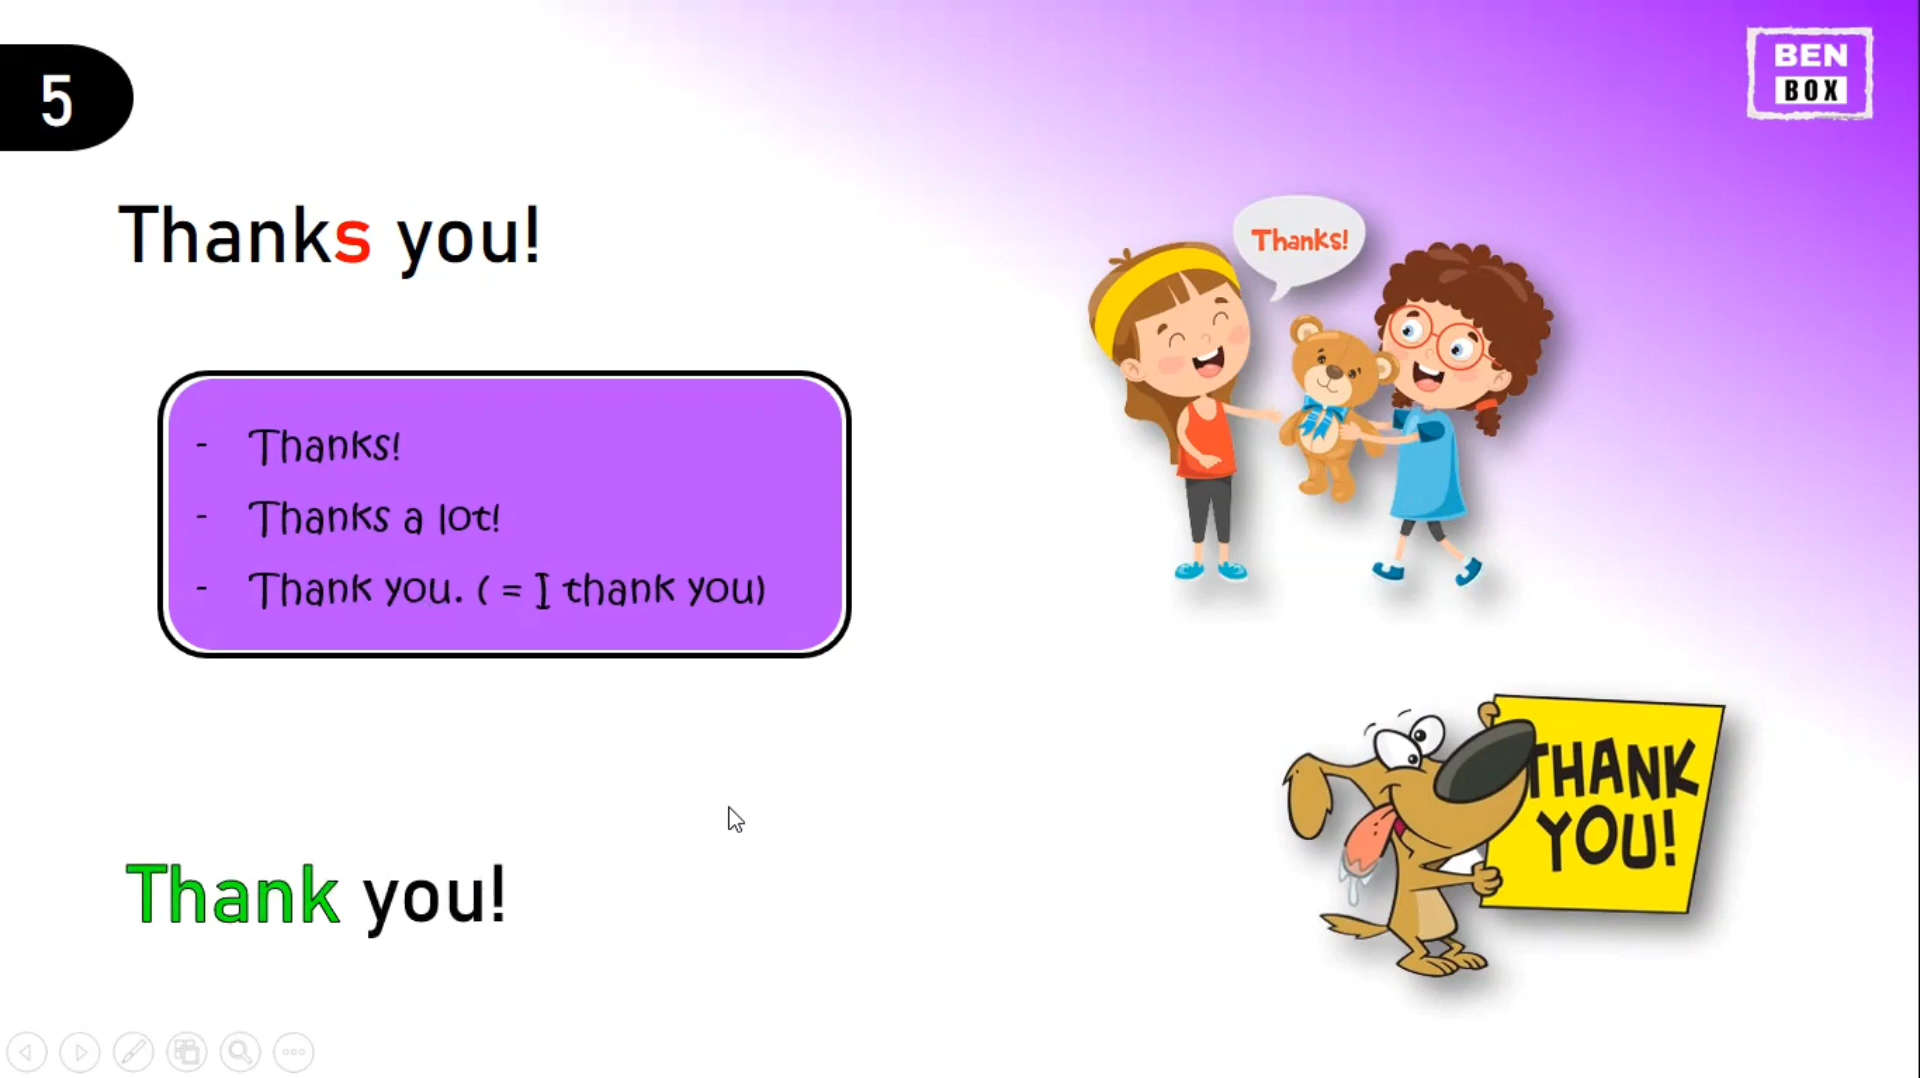 5
BEN
BOX
Thanks you!
Thanks!
- Thanks!
- Thanks a lot!
- Thank you. ( = I thank you)
THANK
YOU!
Thank you!